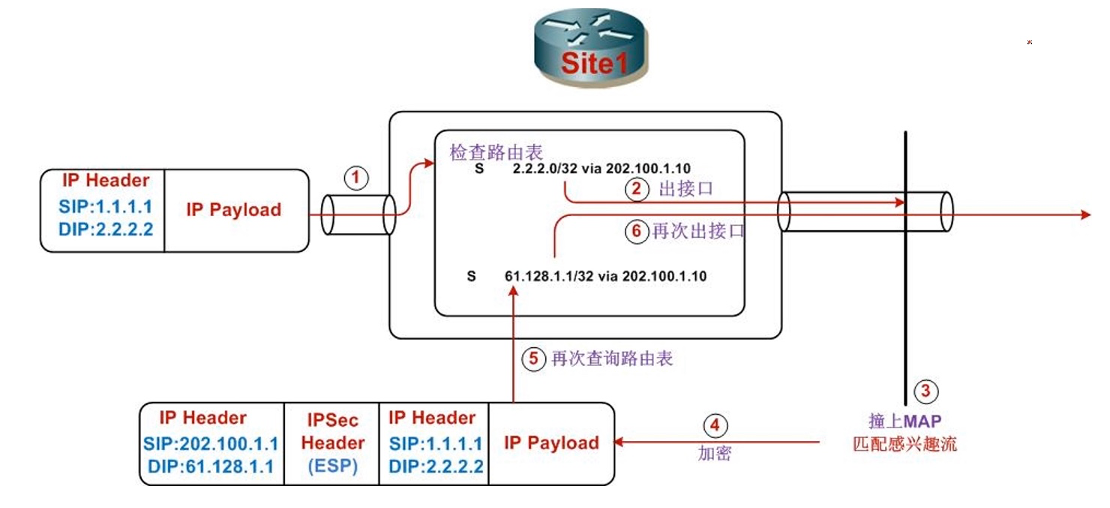 Site1
检查路由表
S 2.2.2.0/32 via 202.100.1.10
① 
② 出接口
IP Header
SIP:1.1.1.1
DIP:2.2.2.2
IP Payload
⑥ 再次出接口
S 61.128.1.1/32 via 202.100.1.10
⑤ 再次查询路由表
③
撞上MAP
匹配感兴趣流
④
加密
IP Header
SIP:202.100.1.1
DIP:61.128.1.1
IPSec
Header
(ESP)
IP Header
SIP:1.1.1.1
DIP:2.2.2.2
IP Payload